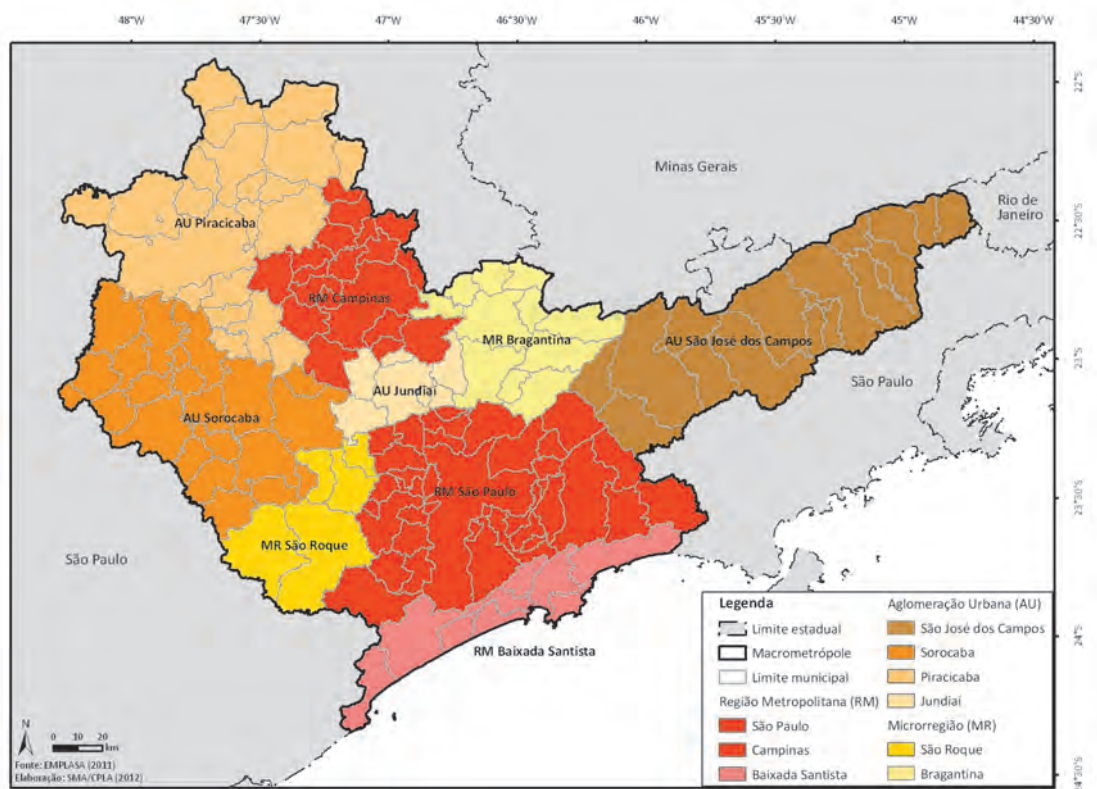 48°W 47°30'W 47°W 46°30'W 46°W 45°30'W 45°W 44°30'W
22°S
Minas Gerais
Rio de
Janeiro
22°30'S
AU Piracicaba
RM Campinas
MR Bragantina
AU São José dos Campos
23°S
São Paulo
AU Jundiaí
AU Sorocaba
RM São Paulo
23°30'S
MR São Roque
São Paulo
RM Baixada Santista
24°S
24°30'S
Legenda
Limite estadual
Macrometrópole
Limite municipal
Região Metropolitana (RM)
São Paulo
Campinas
Baixada Santista
Aglomeração Urbana (AU)
São José dos Campos
Sorocaba
Piracicaba
Jundiaí
Microrregião (MR)
São Roque
Bragantina
N
0 10 20
km
Fonte: EMPLASA (2011)
Elaboração: SMA/CPLA (2012)